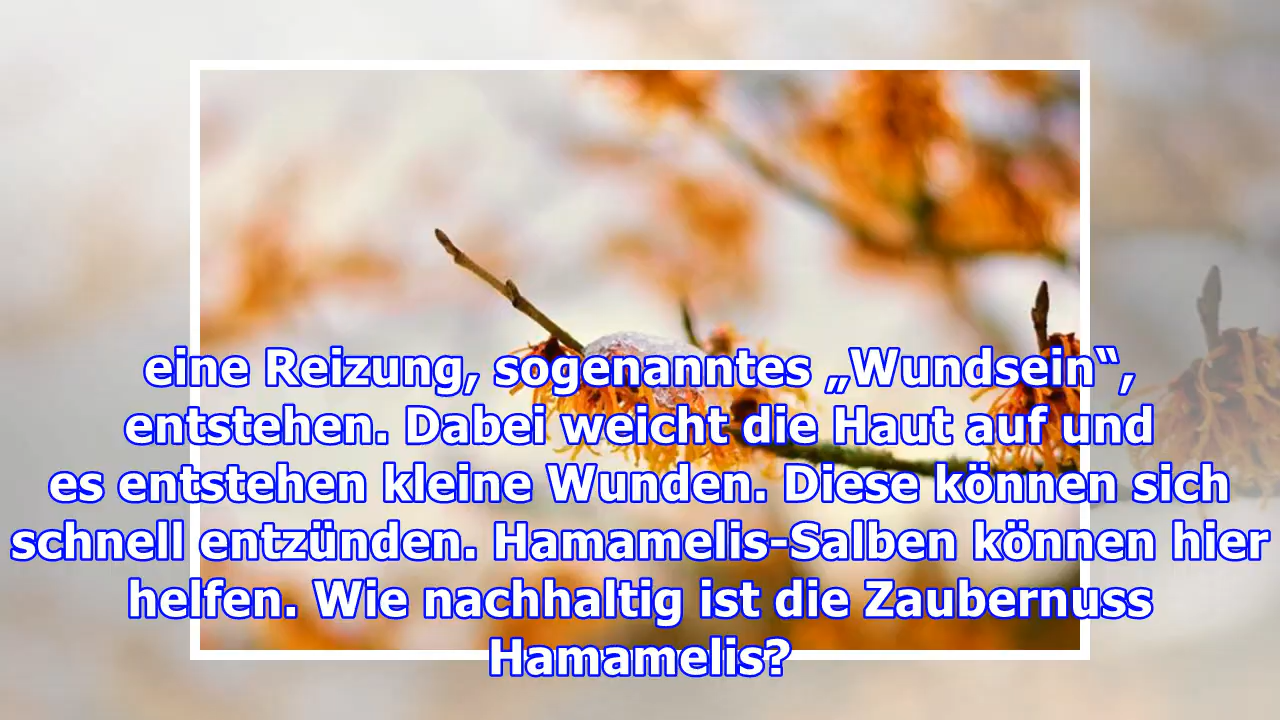 eine Reizung, sogenanntes „Wundsein“,
entstehen. Dabei weicht die Haut auf und
es entstehen kleine Wunden. Diese können sich
schnell entzünden. Hamamelis-Salben können hier
helfen. Wie nachhaltig ist die Zaubernuss
Hamamelis?